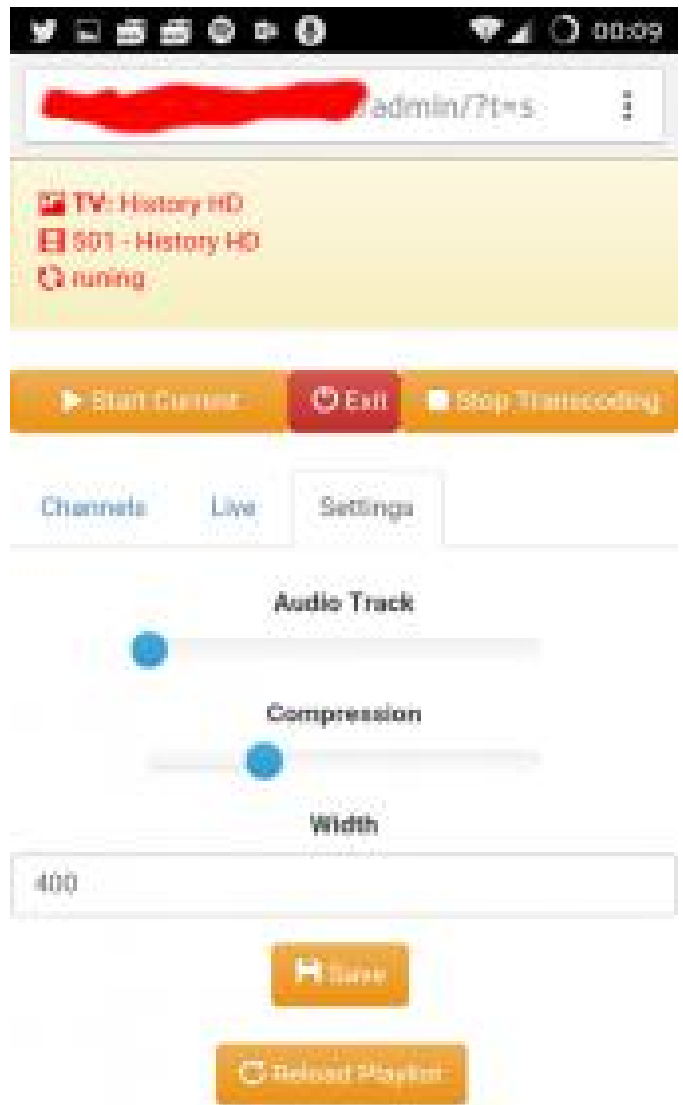 00:09
admin/?t=s
TV: History HD
501 - History HD
runing
Start Current Exit Stop Transcoding
Channels Live Settings
Audio Track
Compression
Width
400
Save
Reload Playlist